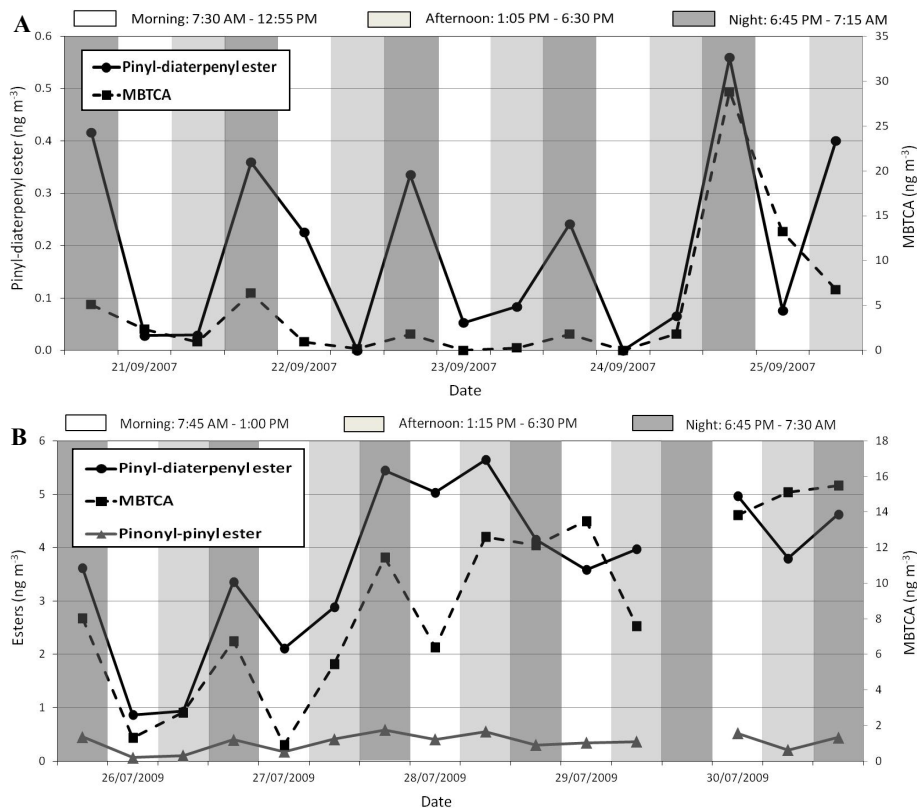 A
Morning: 7:30 AM - 12:55 PM Afternoon: 1:05 PM - 6:30 PM Night: 6:45 PM - 7:15 AM
Pinyl-diaterpenyl ester
MBTCA
Pinyl-diaterpenyl ester (ng m-3)
0.6
0.5
0.4
0.3
0.2
0.1
0.0
35
30
25
20
15
10
5
0
MBTCA (ng m-3)
21/09/2007 22/09/2007 23/09/2007 24/09/2007 25/09/2007
Date
B
Morning: 7:45 AM - 1:00 PM Afternoon: 1:15 PM - 6:30 PM Night: 6:45 PM - 7:30 AM
Pinyl-diaterpenyl ester
MBTCA
Pinonyl-pinyl ester
Esters (ng m-3)
6
5
4
3
2
1
0
18
16
14
12
10
8
6
4
2
0
MBTCA (ng m-3)
26/07/2009 27/07/2009 28/07/2009 29/07/2009 30/07/2009
Date